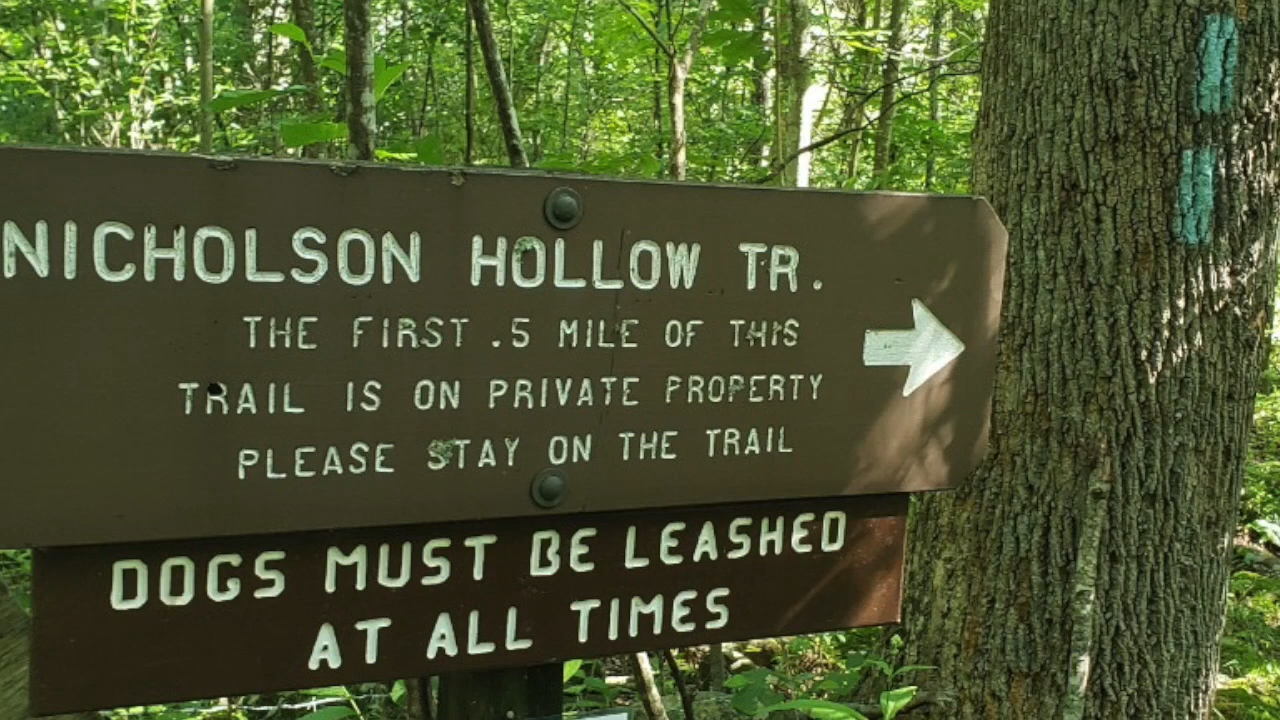 NICHOLSON HOLLOW TR.
THE FIRST .5 MILE OF THIS
TRAIL IS ON PRIVATE PROPERTY
PLEASE STAY ON THE TRAIL
DOGS MUST BE LEASHED
AT ALL TIMES